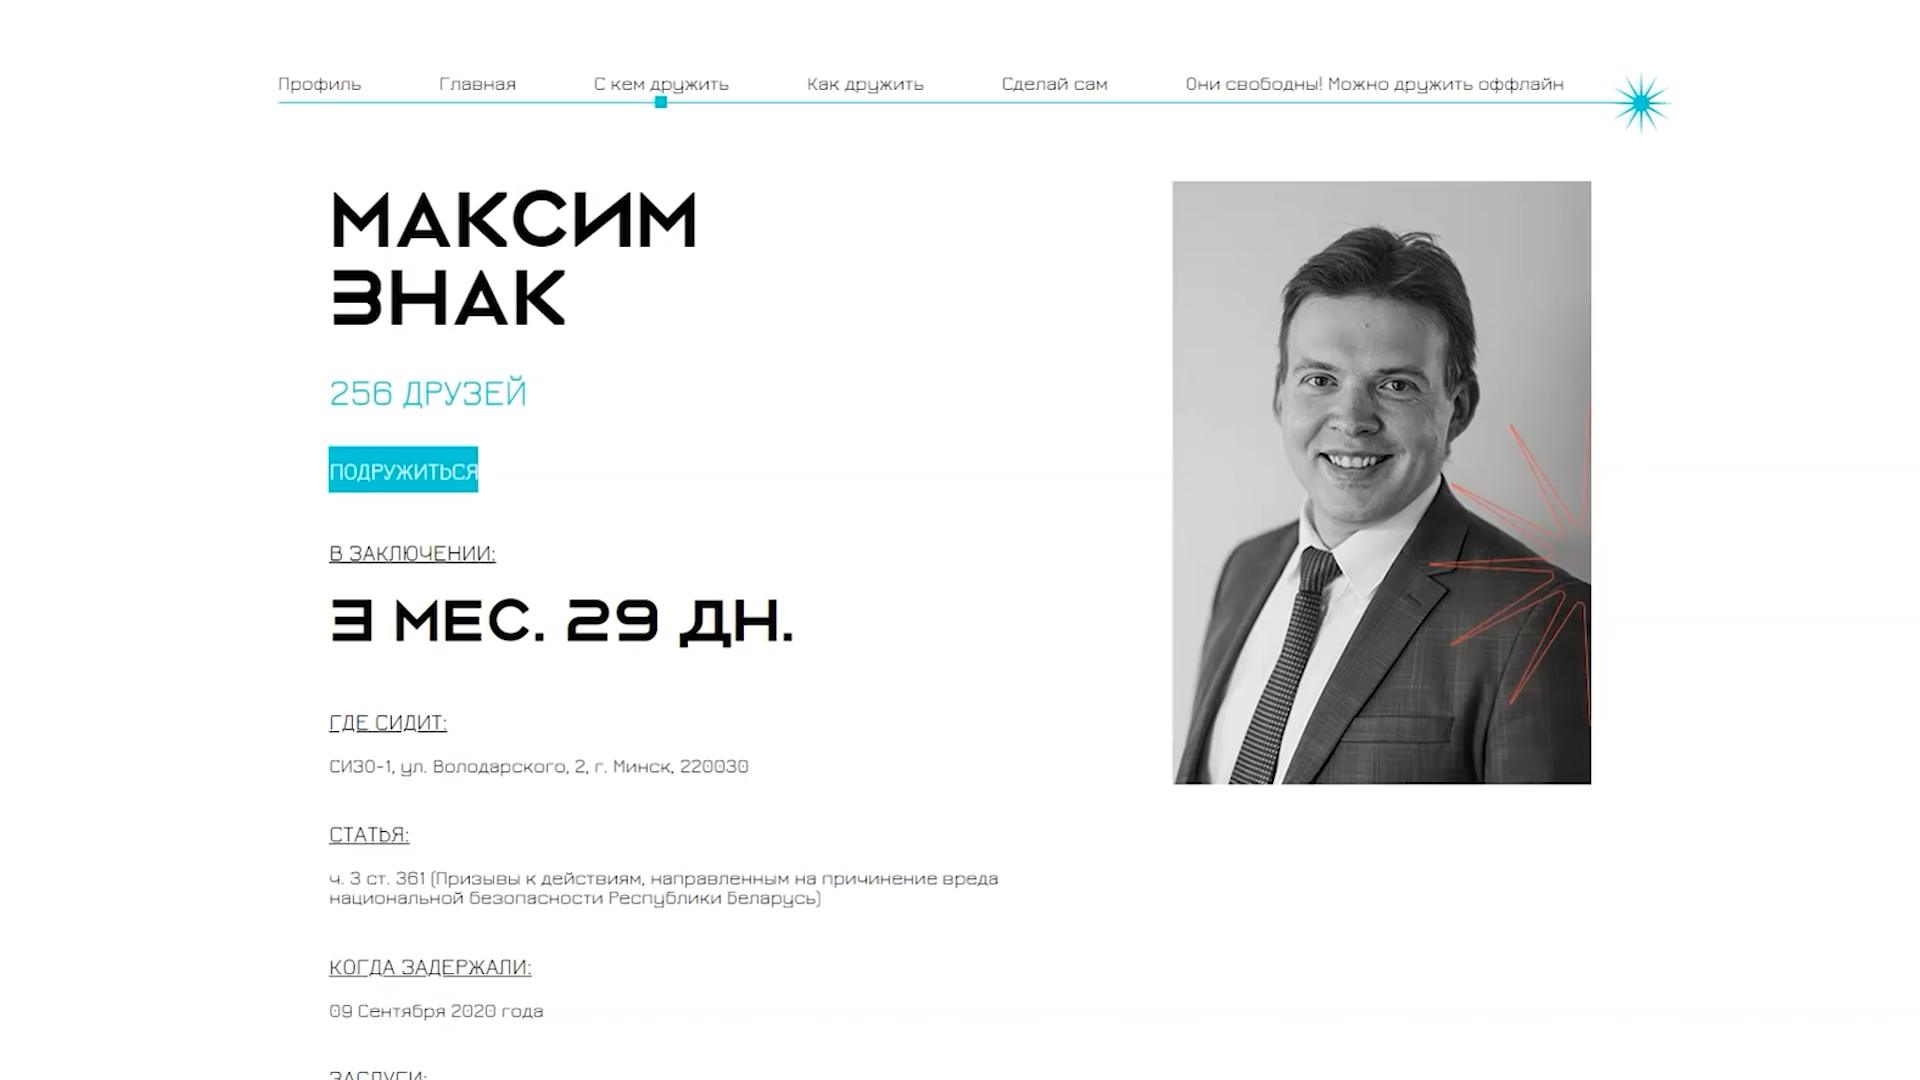 Профиль Главная С кем дружить Как дружить Сделай сам Они свободны! Можно дружить оффлайн
МАКСИМ
ЗНАК
256 ДРУЗЕЙ
ПОДРУЖИТЬСЯ
В ЗАКЛЮЧЕНИИ:
3 МЕС. 29 ДН.
ГДЕ СИДИТ:
СИЗО-1, ул. Володарского, 2, г. Минск, 220030
СТАТЬЯ:
ч. 3 ст. 361 (Призывы к действиям, направленным на причинение вреда
национальной безопасности Республики Беларусь)
КОГДА ЗАДЕРЖАЛИ:
09 Сентября 2020 года
ЗАСЛУГИ: